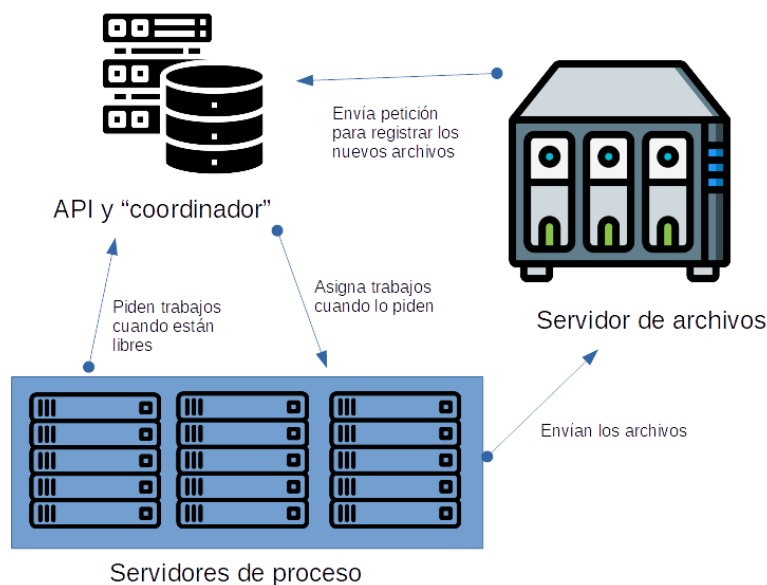 Envía petición
para registrar los
nuevos archivos
API y “coordinador”
Piden trabajos
cuando están
libres
Asigna trabajos
cuando lo piden
Servidor de archivos
Envían los archivos
Servidores de proceso